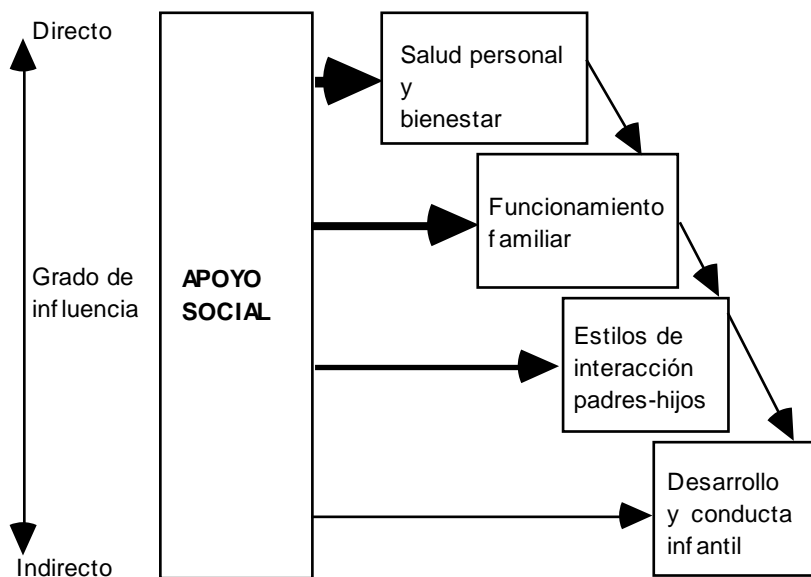 Directo
Salud personal
y
bienestar
Funcionamiento
familiar
Grado de
influencia
APOYO
SOCIAL
Estilos de
interacción
padres-hijos
Desarrollo
y conducta
infantil
Indirecto